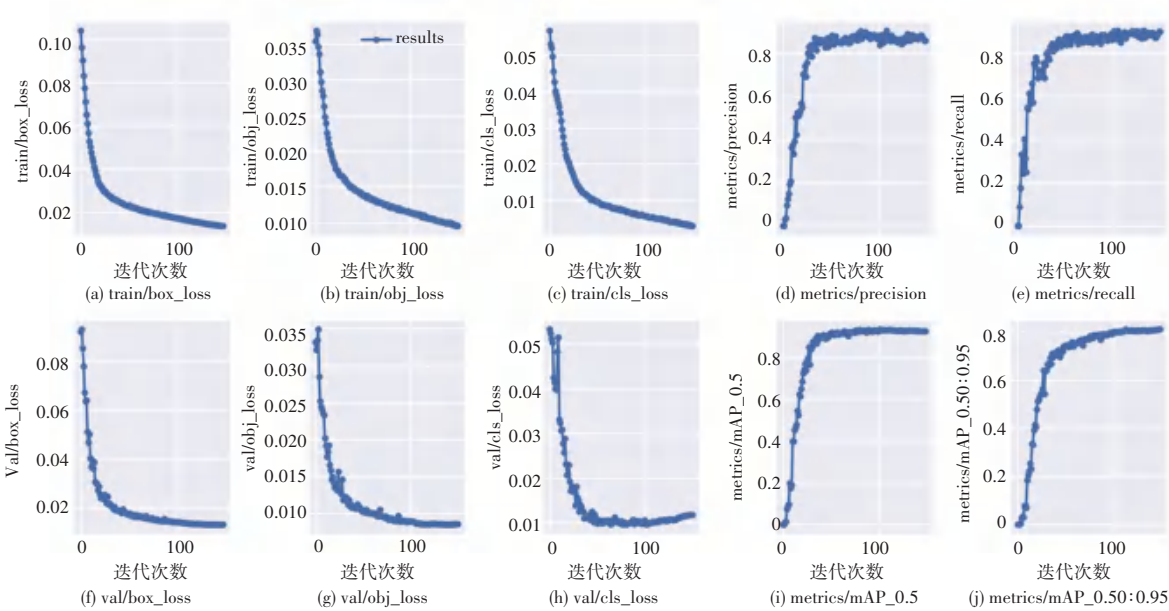 0.10
0.08
0.06
0.04
0.02
train/box_loss
0
100
迭代次数
(a) train/box_loss
results
0.035
0.030
0.025
0.020
0.015
0.010
train/obj_loss
0
100
迭代次数
(b) train/obj_loss
0.05
0.04
0.03
0.02
0.01
train/cls_loss
0
100
迭代次数
(c) train/cls_loss
0.8
0.6
0.4
0.2
0
metrics/precision
0
100
迭代次数
(d) metrics/precision
0.8
0.6
0.4
0.2
0
metrics/recall
0
100
迭代次数
(e) metrics/recall
0.08
0.06
0.04
0.02
Val/box_loss
0
100
迭代次数
(f) val/box_loss
0.035
0.030
0.025
0.020
0.015
0.010
val/obj_loss
0
100
迭代次数
(g) val/obj_loss
0.05
0.04
0.03
0.02
0.01
val/cls_loss
0
100
迭代次数
(h) val/cls_loss
0.8
0.6
0.4
0.2
0
metrics/mAP_0.5
0
100
迭代次数
(i) metrics/mAP_0.5
0.8
0.6
0.4
0.2
0
metrics/mAP_0.50:0.95
0
100
迭代次数
(j) metrics/mAP_0.50:0.95